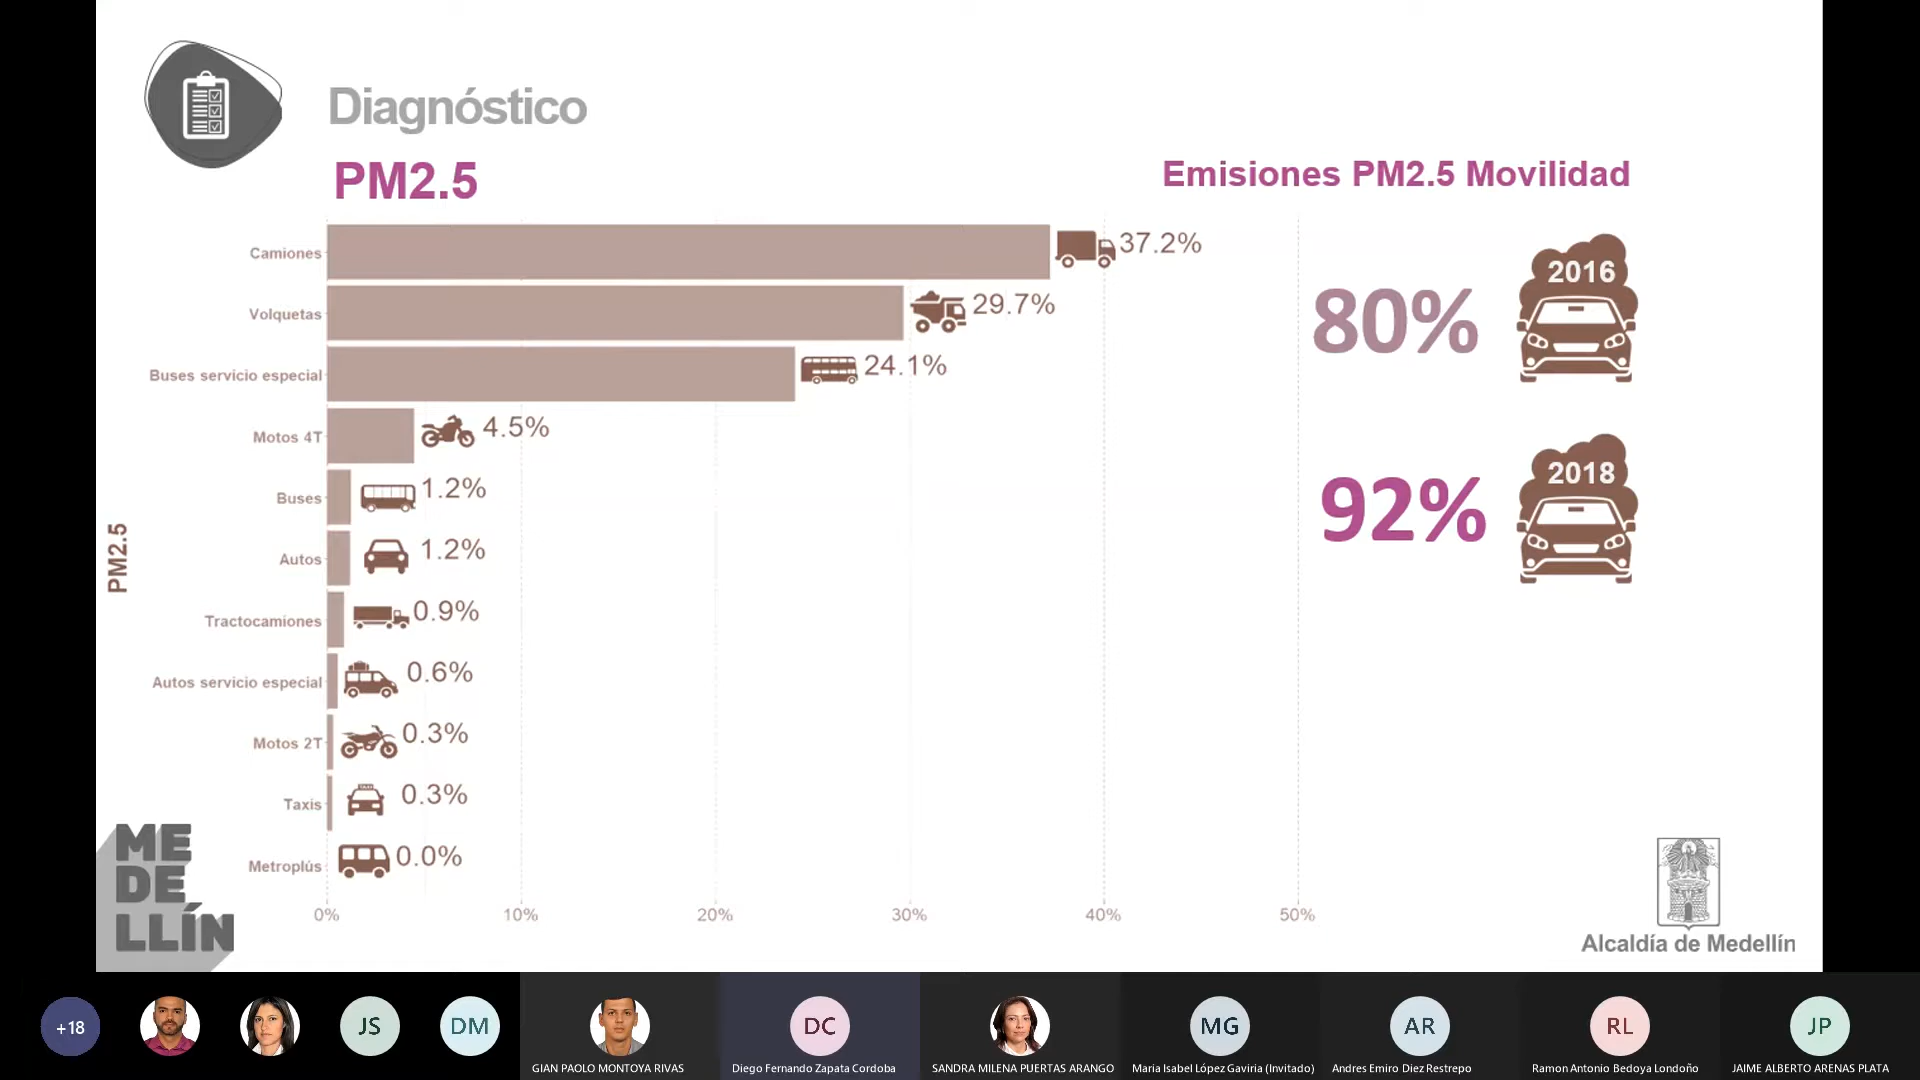 Diagnóstico
PM2.5
Emisiones PM2.5 Movilidad
PM2.5
Camiones 37.2%
Volquetas 29.7%
Buses servicio especial 24.1%
Motos 4T 4.5%
Buses 1.2%
Autos 1.2%
Tractocamiones 0.9%
Autos servicio especial 0.6%
Motos 2T 0.3%
Taxis 0.3%
Metroplús 0.0%
0% 10% 20% 30% 40% 50%
80% 2016
92% 2018
ME
DE
LLÍN
Alcaldía de Medellín
+18 JS DM DC MG AR RL JP
GIAN PAOLO MONTOYA RIVAS
Diego Fernando Zapata Cordoba
SANDRA MILENA PUERTAS ARANGO
Maria Isabel López Gaviria (Invitado)
Andres Emiro Diez Restrepo
Ramon Antonio Bedoya Londoño
JAIME ALBERTO ARENAS PLATA